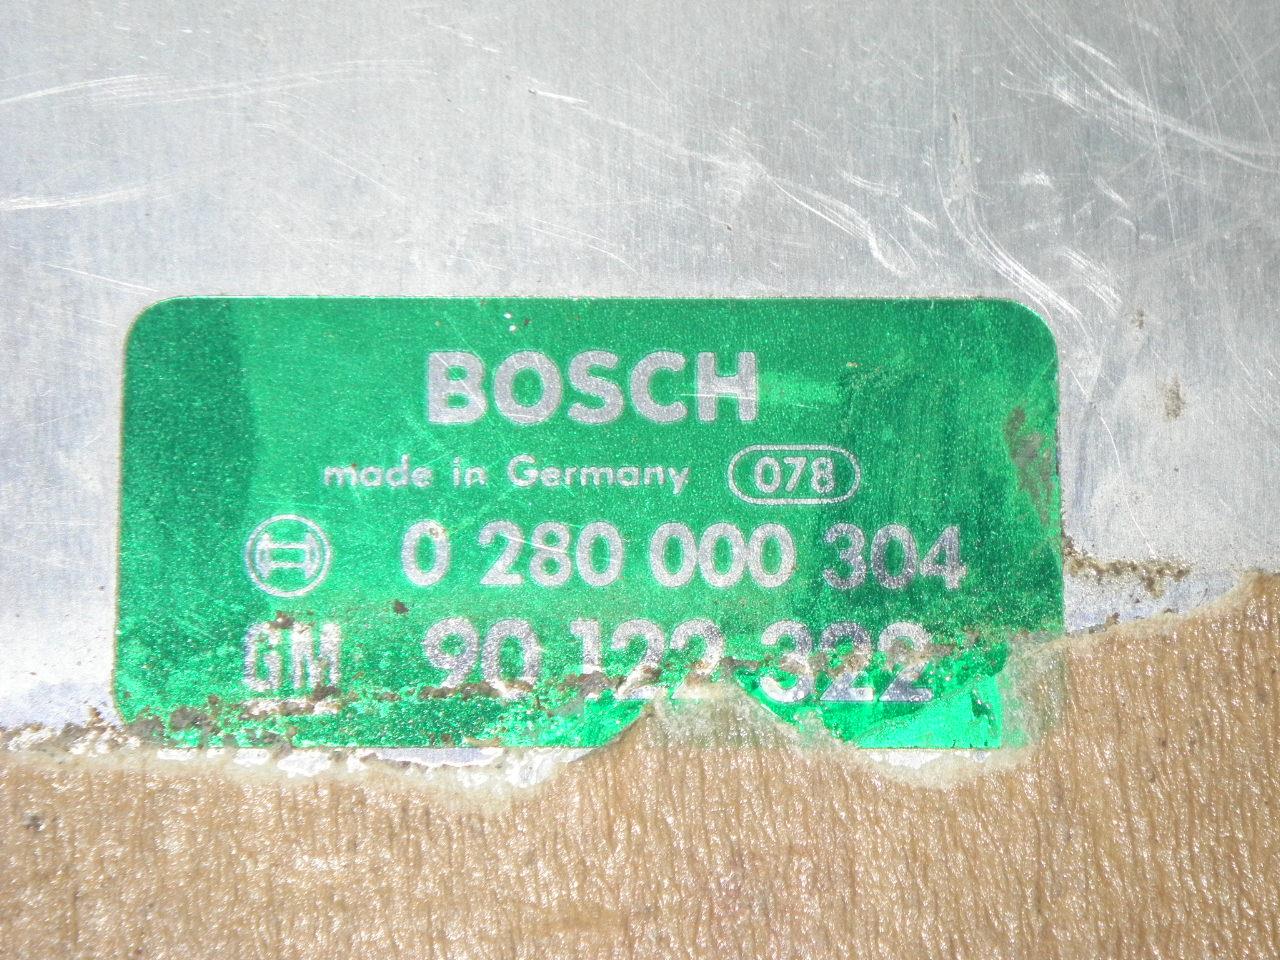 BOSCH
made in Germany 078
0 280 000 304
GM 90 122 322